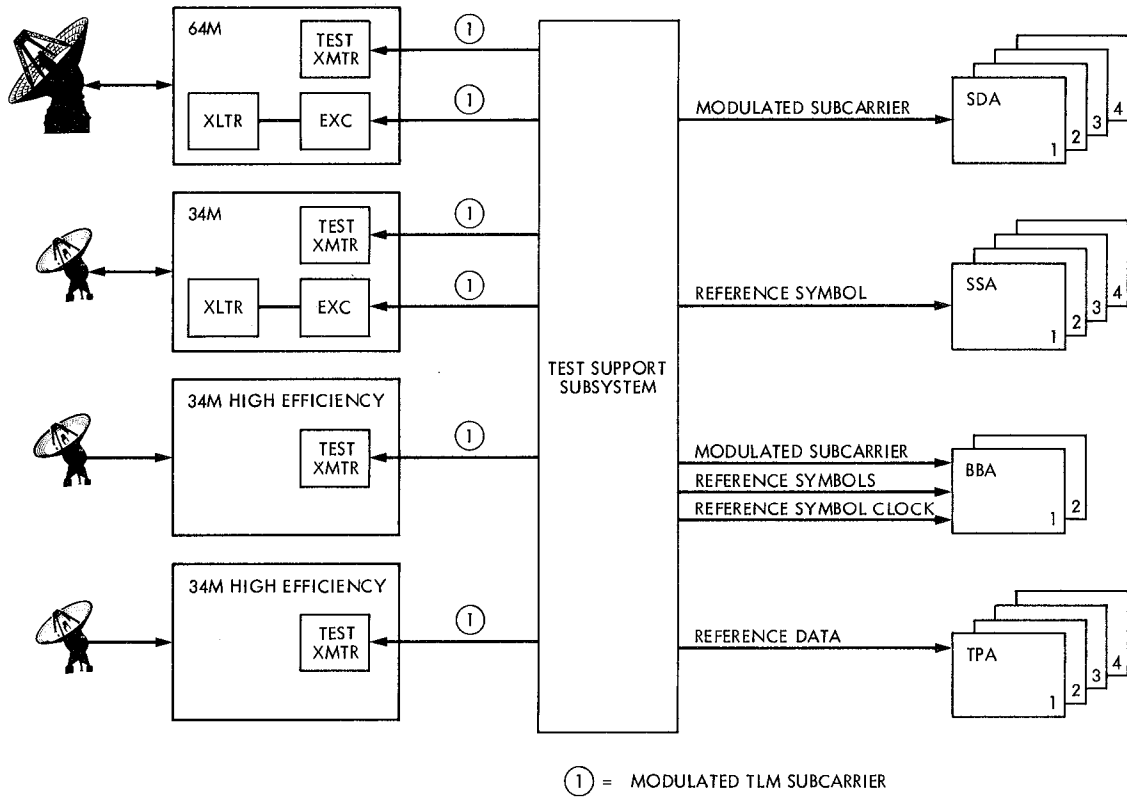 64M
TEST
XMTR
①
XLTR
EXC
①
34M
TEST
XMTR
①
XLTR
EXC
①
34M HIGH EFFICIENCY
TEST
XMTR
①
34M HIGH EFFICIENCY
TEST
XMTR
①
TEST SUPPORT
SUBSYSTEM
MODULATED SUBCARRIER
SDA
1
2
3
4
REFERENCE SYMBOL
SSA
1
2
3
4
MODULATED SUBCARRIER
REFERENCE SYMBOLS
REFERENCE SYMBOL CLOCK
BBA
1
2
REFERENCE DATA
TPA
1
2
3
4
① = MODULATED TLM SUBCARRIER